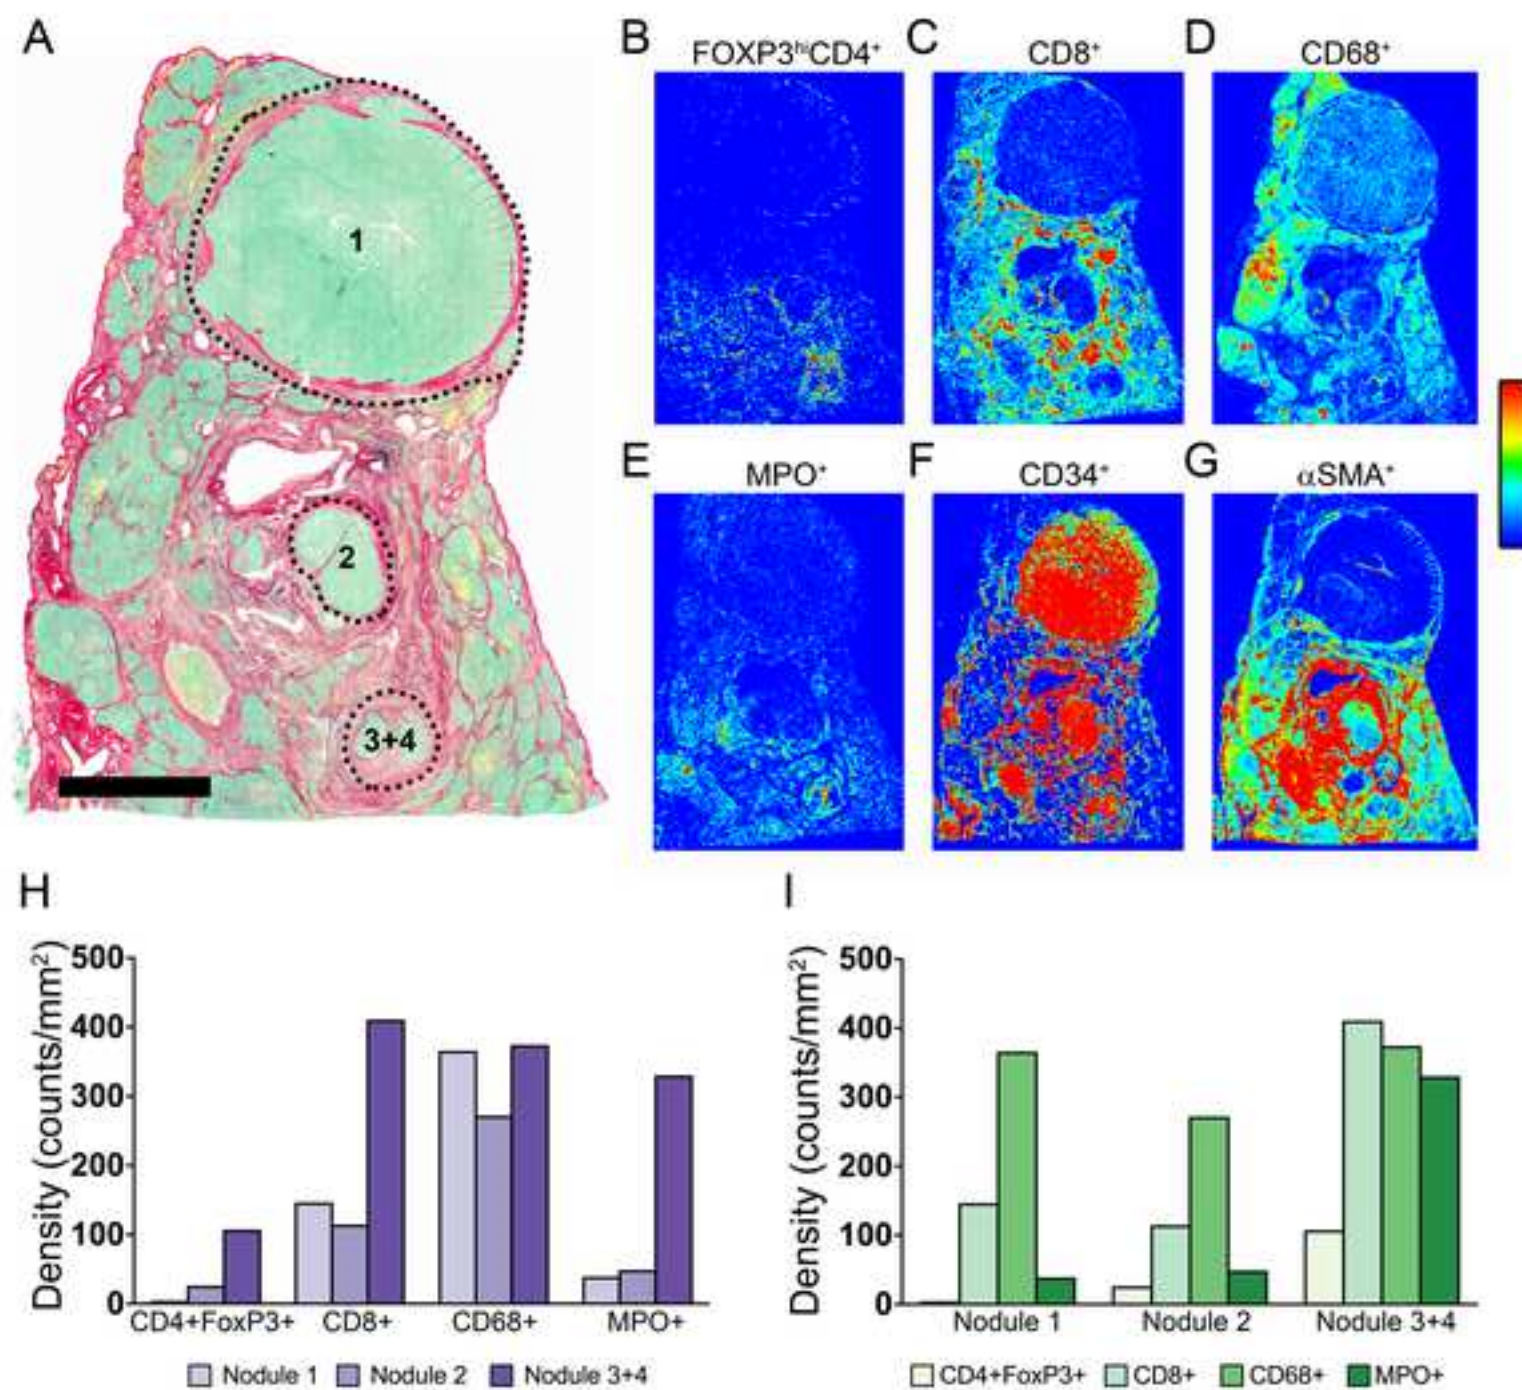 A
B
FOXP3hiCD4+
C
CD8+
D
CD68+
1
2
3+4
E
MPO+
F
CD34+
G
αSMA+
H
Density (counts/mm2)
500
400
300
200
100
0
CD4+FoxP3+ CD8+ CD68+ MPO+
Nodule 1 Nodule 2 Nodule 3+4
I
Density (counts/mm2)
500
400
300
200
100
0
Nodule 1 Nodule 2 Nodule 3+4
CD4+FoxP3+ CD8+ CD68+ MPO+